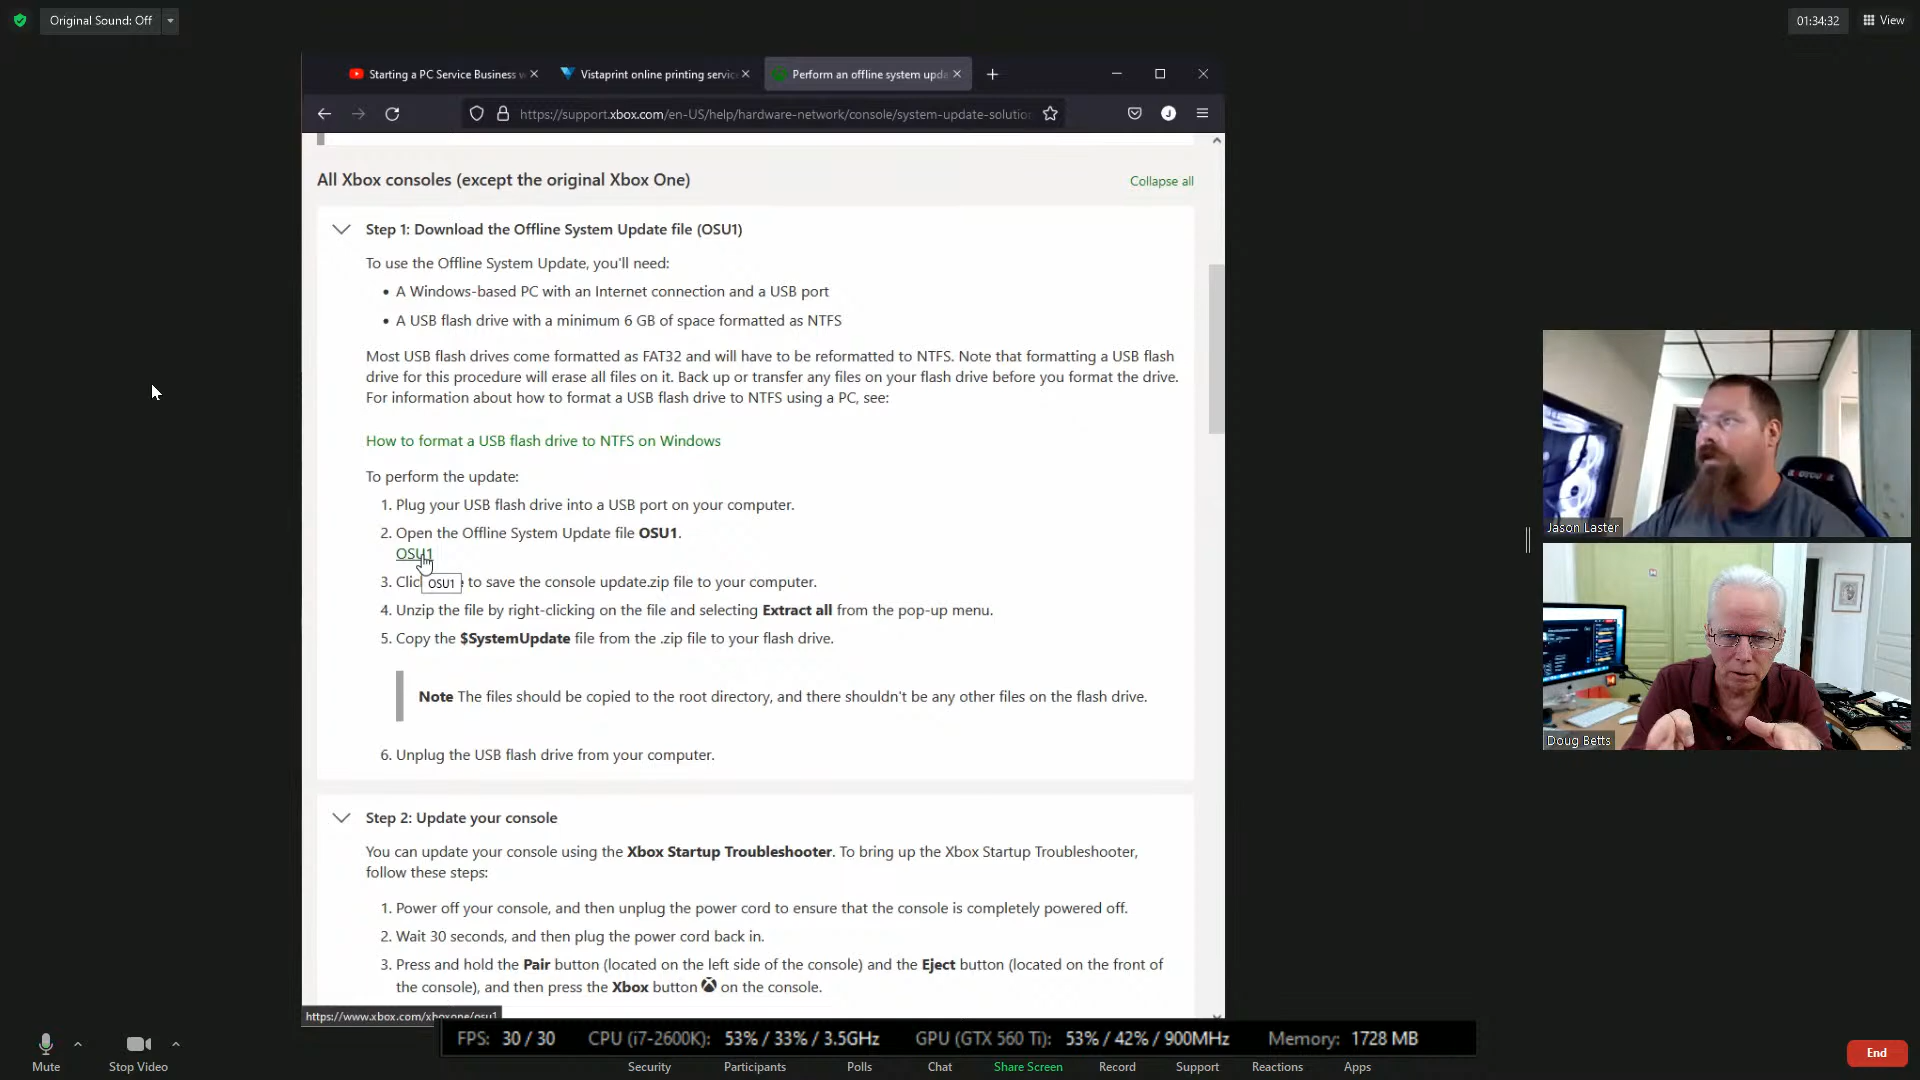 Original Sound: Off
01:34:32
View
Starting a PC Service Business w
Vistaprint online printing servic
Perform an offline system upda
https://support.xbox.com/en-US/help/hardware-network/console/system-update-solution
J
All Xbox consoles (except the original Xbox One)
Collapse all
Step 1: Download the Offline System Update file (OSU1)
To use the Offline System Update, you'll need:
• A Windows-based PC with an Internet connection and a USB port
• A USB flash drive with a minimum 6 GB of space formatted as NTFS
Most USB flash drives come formatted as FAT32 and will have to be reformatted to NTFS. Note that formatting a USB flash
drive for this procedure will erase all files on it. Back up or transfer any files on your flash drive before you format the drive.
For information about how to format a USB flash drive to NTFS using a PC, see:
How to format a USB flash drive to NTFS on Windows
To perform the update:
1. Plug your USB flash drive into a USB port on your computer.
2. Open the Offline System Update file OSU1.
OSU1
3. Clic to save the console update.zip file to your computer.
OSU1
4. Unzip the file by right-clicking on the file and selecting Extract all from the pop-up menu.
5. Copy the $SystemUpdate file from the .zip file to your flash drive.
Note The files should be copied to the root directory, and there shouldn't be any other files on the flash drive.
6. Unplug the USB flash drive from your computer.
Step 2: Update your console
You can update your console using the Xbox Startup Troubleshooter. To bring up the Xbox Startup Troubleshooter,
follow these steps:
1. Power off your console, and then unplug the power cord to ensure that the console is completely powered off.
2. Wait 30 seconds, and then plug the power cord back in.
3. Press and hold the Pair button (located on the left side of the console) and the Eject button (located on the front of
the console), and then press the Xbox button on the console.
https://www.xbox.com/xboxone/osu1
Jason Laster
Doug Betts
FPS: 30 / 30 CPU (i7-2600K): 53% / 33% / 3.5GHz GPU (GTX 560 Ti): 53% / 42% / 900MHz Memory: 1728 MB
Mute
Stop Video
Security
Participants
Polls
Chat
Share Screen
Record
Support
Reactions
Apps
End